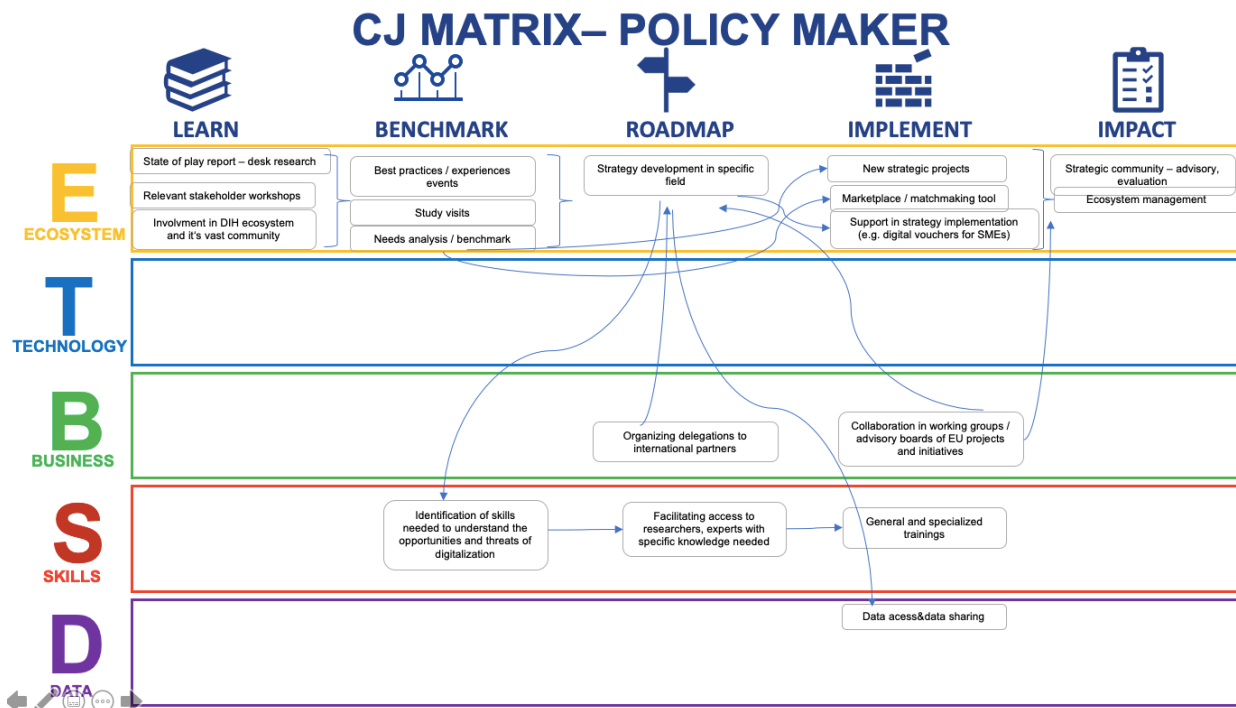 CJ MATRIX– POLICY MAKER
LEARN
BENCHMARK
ROADMAP
IMPLEMENT
IMPACT
E
ECOSYSTEM
State of play report – desk research
Relevant stakeholder workshops
Involvment in DIH ecosystem
and it's vast community
Best practices / experiences
events
Study visits
Needs analysis / benchmark
Strategy development in specific
field
New strategic projects
Marketplace / matchmaking tool
Support in strategy implementation
(e.g. digital vouchers for SMEs)
Strategic community – advisory,
evaluation
Ecosystem management
T
TECHNOLOGY
B
BUSINESS
Organizing delegations to
international partners
Collaboration in working groups /
advisory boards of EU projects
and initiatives
S
SKILLS
Identification of skills
needed to understand the
opportunities and threats of
digitalization
Facilitating access to
researchers, experts with
specific knowledge needed
General and specialized
trainings
D
DATA
Data acess&data sharing